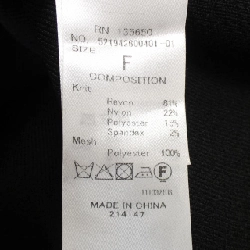 RN 135650
NO. 571942800401-01
SIZE
F
COMPOSITION
Knit
Rayon 61%
Nylon 22%
Polyester 15%
Spandex 2%
Mesh
Polyester 100%
F
MADE IN CHINA
214.47